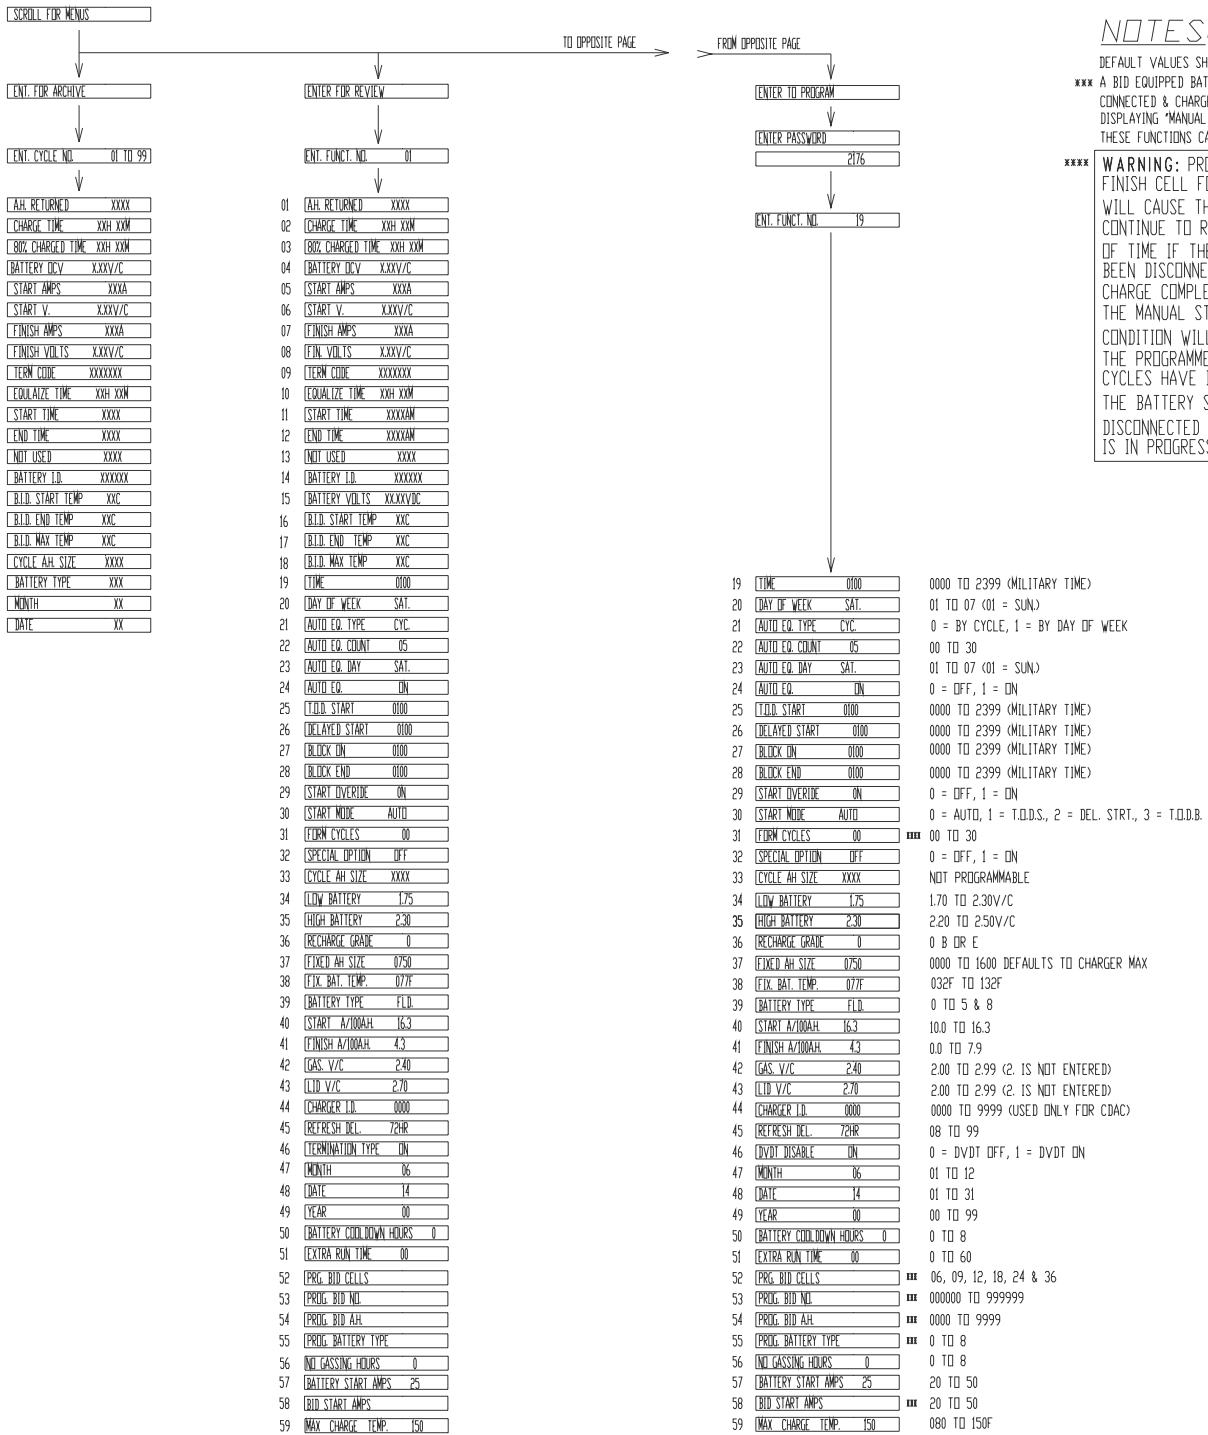 SCROLL FOR MENUS
TO OPPOSITE PAGE
ENT. FOR ARCHIVE
ENTER FOR REVIEW
ENT. CYCLE NO. 01 TO 99
ENT. FUNCT. NO. 01
A.H. RETURNED XXXX
CHARGE TIME XXH XXM
80% CHARGED TIME XXH XXM
BATTERY OCV X.XXV/C
START AMPS XXXA
START V. X.XXV/C
FINISH AMPS XXXA
FINISH VOLTS X.XXV/C
TERM CODE XXXXXXX
EQULAIZE TIME XXH XXM
START TIME XXXX
END TIME XXXX
NOT USED XXXX
BATTERY I.D. XXXXXX
B.I.D. START TEMP XXC
B.I.D. END TEMP XXC
B.I.D. MAX TEMP XXC
CYCLE A.H. SIZE XXXX
BATTERY TYPE XXX
MONTH XX
DATE XX
01 A.H. RETURNED XXXX
02 CHARGE TIME XXH XXM
03 80% CHARGED TIME XXH XXM
04 BATTERY OCV X.XXV/C
05 START AMPS XXXA
06 START V. X.XXV/C
07 FINISH AMPS XXXA
08 FIN. VOLTS X.XXV/C
09 TERM CODE XXXXXXX
10 EQUALIZE TIME XXH XXM
11 START TIME XXXXAM
12 END TIME XXXXAM
13 NOT USED XXXX
14 BATTERY I.D. XXXXXX
15 BATTERY VOLTS XX.XXVDC
16 B.I.D. START TEMP XXC
17 B.I.D. END TEMP XXC
18 B.I.D. MAX TEMP XXC
19 TIME 0100
20 DAY OF WEEK SAT.
21 AUTO EQ. TYPE CYC.
22 AUTO EQ. COUNT 05
23 AUTO EQ. DAY SAT.
24 AUTO EQ. ON
25 T.O.D. START 0100
26 DELAYED START 0100
27 BLOCK ON 0100
28 BLOCK END 0100
29 START OVERIDE ON
30 START MODE AUTO
31 FORM CYCLES 00
32 SPECIAL OPTION OFF
33 CYCLE AH SIZE XXXX
34 LOW BATTERY 1.75
35 HIGH BATTERY 2.30
36 RECHARGE GRADE 0
37 FIXED AH SIZE 0750
38 FIX. BAT. TEMP. 077F
39 BATTERY TYPE FLD.
40 START A/100A.H. 16.3
41 FINISH A/100A.H. 4.3
42 GAS. V/C 2.40
43 LID V/C 2.70
44 CHARGER I.D. 0000
45 REFRESH DEL. 72HR
46 TERMINATION TYPE ON
47 MONTH 06
48 DATE 14
49 YEAR 00
50 BATTERY COOLDOWN HOURS 0
51 EXTRA RUN TIME 00
52 PRG. BID CELLS
53 PROG. BID NO.
54 PROG. BID A.H.
55 PROG. BATTERY TYPE
56 NO GASSING HOURS 0
57 BATTERY START AMPS 25
58 BID START AMPS
59 MAX CHARGE TEMP. 150
FROM OPPOSITE PAGE
ENTER TO PROGRAM
ENTER PASSWORD
2176
ENT. FUNCT. NO. 19
19 TIME 0100 0000 TO 2399 (MILITARY TIME)
20 DAY OF WEEK SAT. 01 TO 07 (01 = SUN.)
21 AUTO EQ. TYPE CYC. 0 = BY CYCLE, 1 = BY DAY OF WEEK
22 AUTO EQ. COUNT 05 00 TO 30
23 AUTO EQ. DAY SAT. 01 TO 07 (01 = SUN.)
24 AUTO EQ. ON 0 = OFF, 1 = ON
25 T.O.D. START 0100 0000 TO 2399 (MILITARY TIME)
26 DELAYED START 0100 0000 TO 2399 (MILITARY TIME)
27 BLOCK ON 0100 0000 TO 2399 (MILITARY TIME)
28 BLOCK END 0100 0000 TO 2399 (MILITARY TIME)
29 START OVERIDE ON 0 = OFF, 1 = ON
30 START MODE AUTO 0 = AUTO, 1 = T.O.D.S., 2 = DEL. STRT., 3 = T.O.D.B.
31 FORM CYCLES 00 **** 00 TO 30
32 SPECIAL OPTION OFF 0 = OFF, 1 = ON
33 CYCLE AH SIZE XXXX NOT PROGRAMMABLE
34 LOW BATTERY 1.75 1.70 TO 2.30V/C
35 HIGH BATTERY 2.30 2.20 TO 2.50V/C
36 RECHARGE GRADE 0 0 B OR E
37 FIXED AH SIZE 0750 0000 TO 1600 DEFAULTS TO CHARGER MAX
38 FIX. BAT. TEMP. 077F 032F TO 132F
39 BATTERY TYPE FLD. 0 TO 5 & 8
40 START A/100A.H. 16.3 10.0 TO 16.3
41 FINISH A/100A.H. 4.3 0.0 TO 7.9
42 GAS. V/C 2.40 2.00 TO 2.99 (2. IS NOT ENTERED)
43 LID V/C 2.70 2.00 TO 2.99 (2. IS NOT ENTERED)
44 CHARGER I.D. 0000 0000 TO 9999 (USED ONLY FOR CDAC)
45 REFRESH DEL. 72HR 08 TO 99
46 DVDT DISABLE ON 0 = DVDT OFF, 1 = DVDT ON
47 MONTH 06 01 TO 12
48 DATE 14 01 TO 31
49 YEAR 00 00 TO 99
50 BATTERY COOLDOWN HOURS 0 0 TO 8
51 EXTRA RUN TIME 00 0 TO 60
52 PRG. BID CELLS *** 06, 09, 12, 18, 24 & 36
53 PROG. BID NO. *** 000000 TO 999999
54 PROG. BID A.H. *** 0000 TO 9999
55 PROG. BATTERY TYPE *** 0 TO 8
56 NO GASSING HOURS 0 0 TO 8
57 BATTERY START AMPS 25 20 TO 50
58 BID START AMPS *** 20 TO 50
59 MAX CHARGE TEMP. 150 080 TO 150F
NOTES
DEFAULT VALUES SH
*** A BID EQUIPPED BAT
CONNECTED & CHARG
DISPLAYING "MANUAL
THESE FUNCTIONS CA
**** WARNING: PRO
FINISH CELL FO
WILL CAUSE TH
CONTINUE TO R
OF TIME IF THE
BEEN DISCONNE
CHARGE COMPLE
THE MANUAL ST
CONDITION WILL
THE PROGRAMME
CYCLES HAVE
THE BATTERY S
DISCONNECTED
IS IN PROGRESS